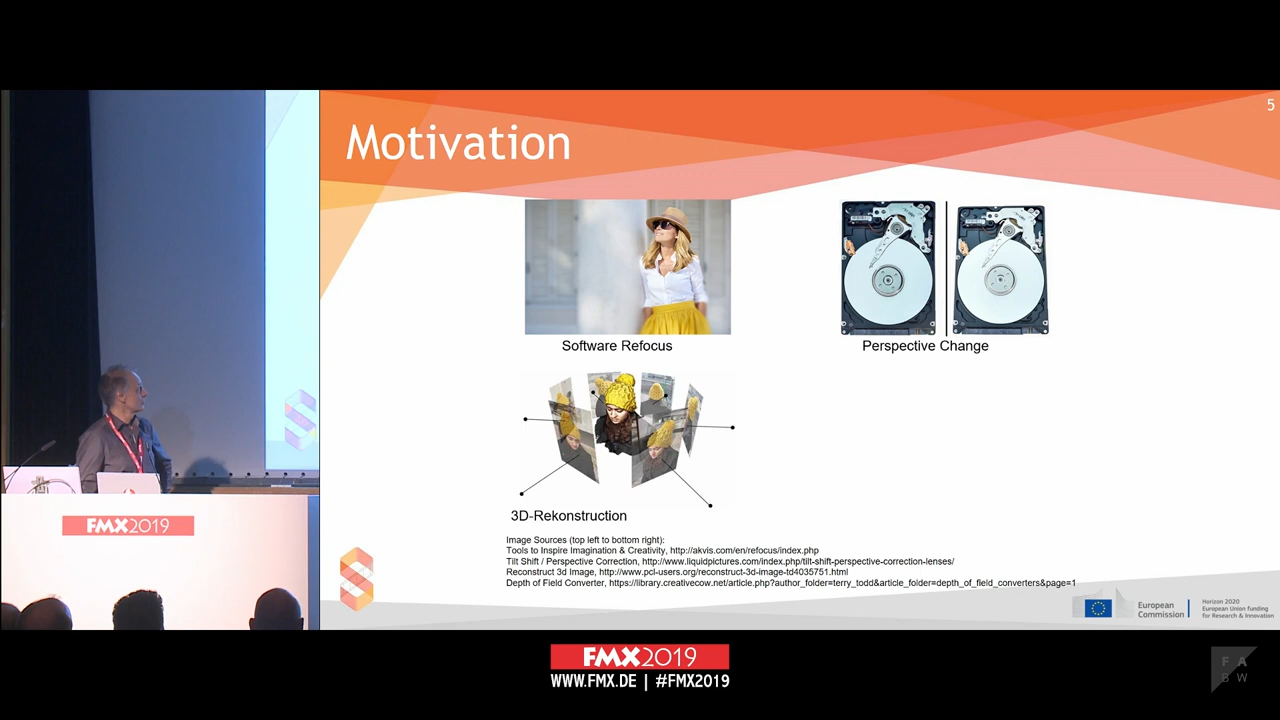 5
Motivation
Software Refocus
Perspective Change
3D-Rekonstruction
Image Sources (top left to bottom right):
Tools to Inspire Imagination & Creativity, http://akvis.com/en/refocus/index.php
Tilt Shift / Perspective Correction, http://www.liquidpictures.com/index.php/tilt-shift-perspective-correction-lenses/
Reconstruct 3d Image, http://www.pcl-users.org/reconstruct-3d-image-td4035751.html
Depth of Field Converter, https://library.creativecow.net/article.php?author_folder=terry_todd&article_folder=depth_of_field_converters&page=1
European
Commission
Horizon 2020
European Union funding
for Research & Innovation
FMX2019
FMX2019
WWW.FMX.DE | #FMX2019
F A
B W